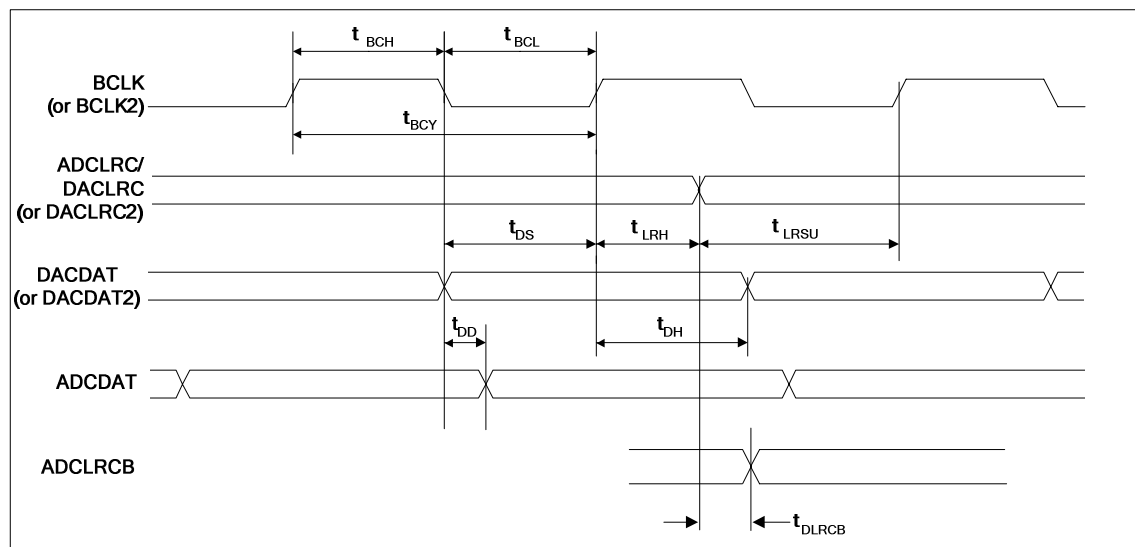 t BCH
t BCL
BCLK
(or BCLK2)
tBCY
ADCLRC/
DACLRC
(or DACLRC2)
tDS
t LRH
t LRSU
DACDAT
(or DACDAT2)
tDD
tDH
ADCDAT
ADCLRCB
tDLRCB